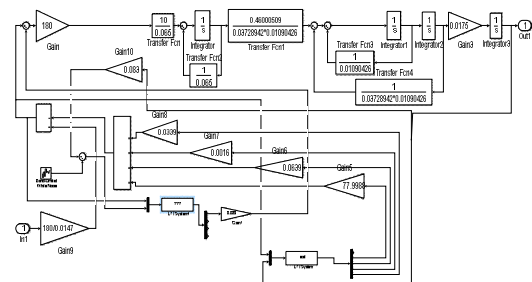 180
Gain
10
0.065
Transfer Fcn
1
s
Integrator
Transfer Fcn2
1
0.065
0.46000509
0.03728942*0.01090426
Transfer Fcn1
1
s
Integrator1
1
s
Integrator2
0.0175
Gain3
1
s
Integrator3
1
Out1
Transfer Fcn3
1
0.01090426
Transfer Fcn4
1
0.03728942*0.01090426
Gain10
0.083
Gain8
0.0339
Gain7
0.0016
Gain6
0.0639
Gain5
77.9988
???
1
In1
180/0.0147
Gain9